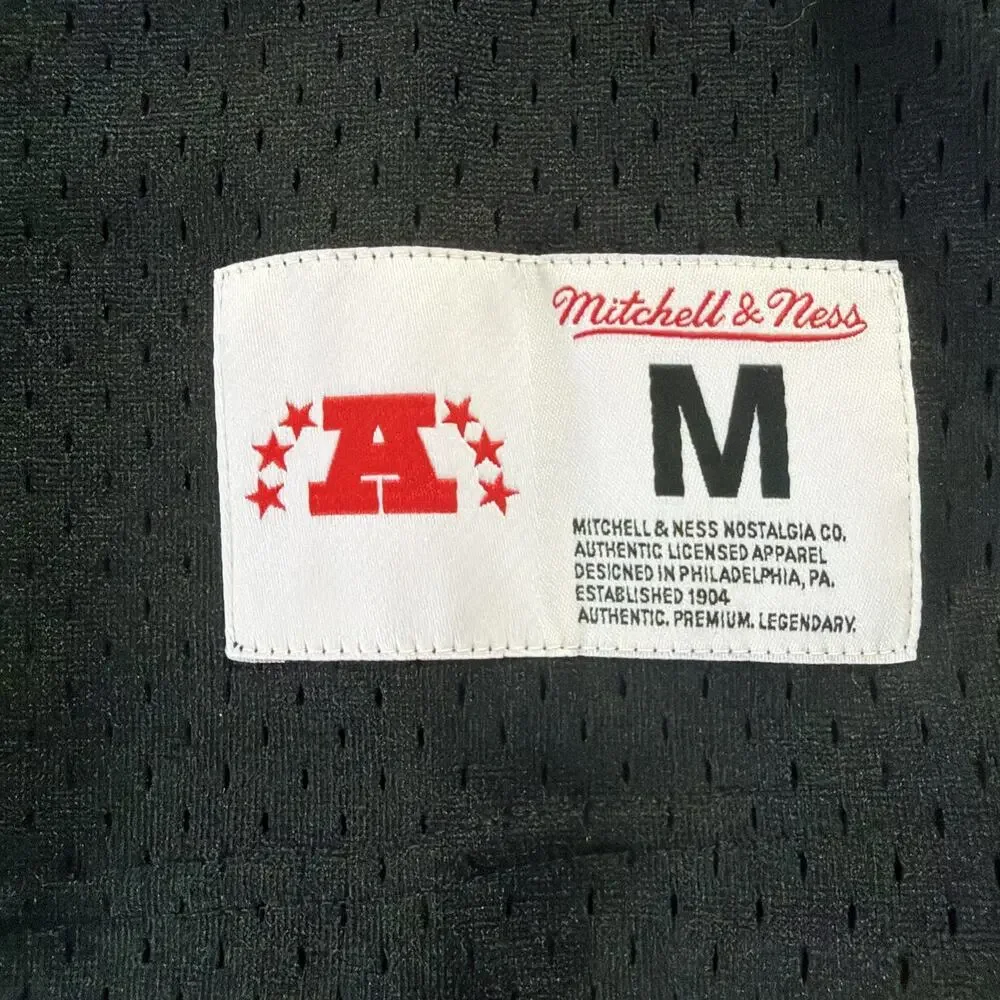 A
Mitchell & Ness
M
MITCHELL & NESS NOSTALGIA CO.
AUTHENTIC LICENSED APPAREL
DESIGNED IN PHILADELPHIA, PA.
ESTABLISHED 1904
AUTHENTIC. PREMIUM. LEGENDARY.